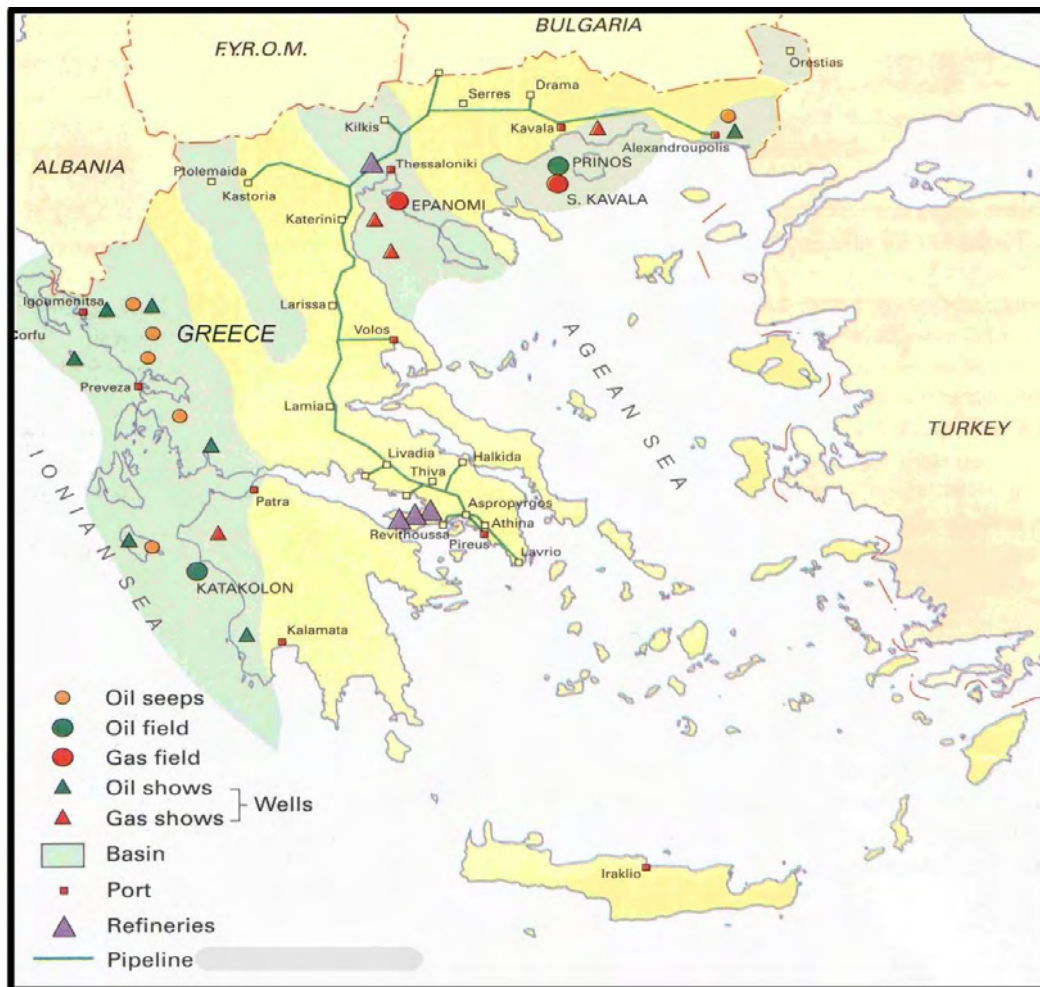 BULGARIA
F.Y.R.O.M.
Orestias
Drama
Serres
Kilkis
Kavala
Alexandroupolis
ALBANIA
Ptolemaida
Thessaloniki
PRINOS
Kastoria
S. KAVALA
EPANOMI
Katerini
Igoumenitsa
Larissa
GREECE
Corfu
Volos
AGEAN SEA
Preveza
Lamia
TURKEY
Livadia
Halkida
Thiva
IONIAN SEA
Patra
Aspropyrgos
Athina
Revithoussa
Pireus
Lavrio
KATAKOLON
Kalamata
Oil seeps
Oil field
Gas field
Oil shows
Wells
Gas shows
Basin
Port
Iraklio
Refineries
Pipeline